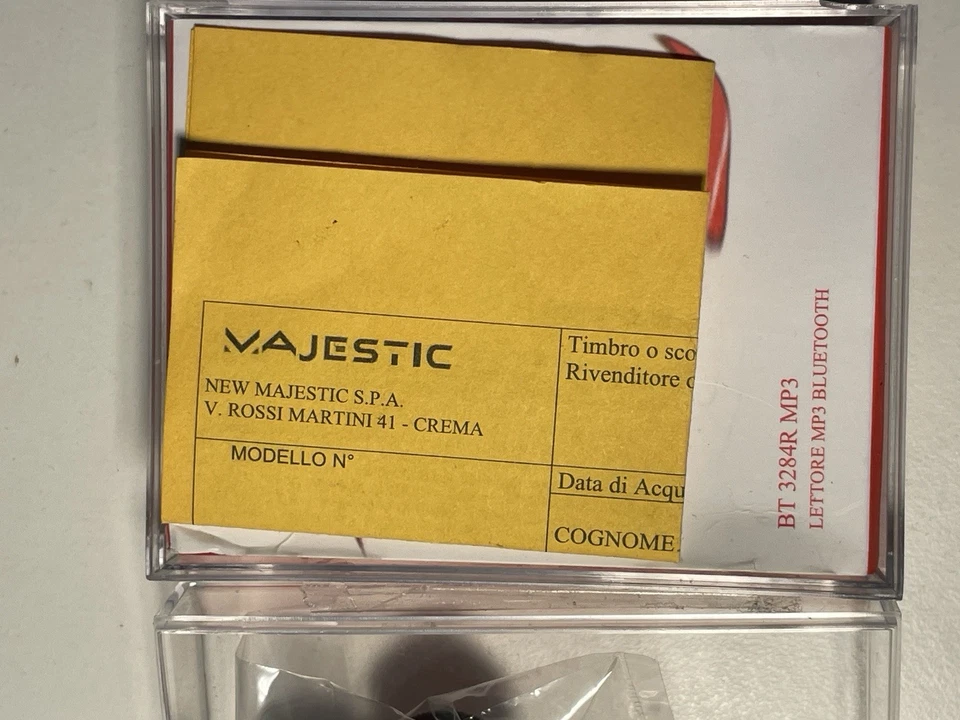 MAJESTIC
NEW MAJESTIC S.P.A.
V. ROSSI MARTINI 41 - CREMA
MODELLO N°
Timbro o sco
Rivenditore
Data di Acqu
COGNOME
BT 3284R MP3
LETTORE MP3 BLUETOOTH